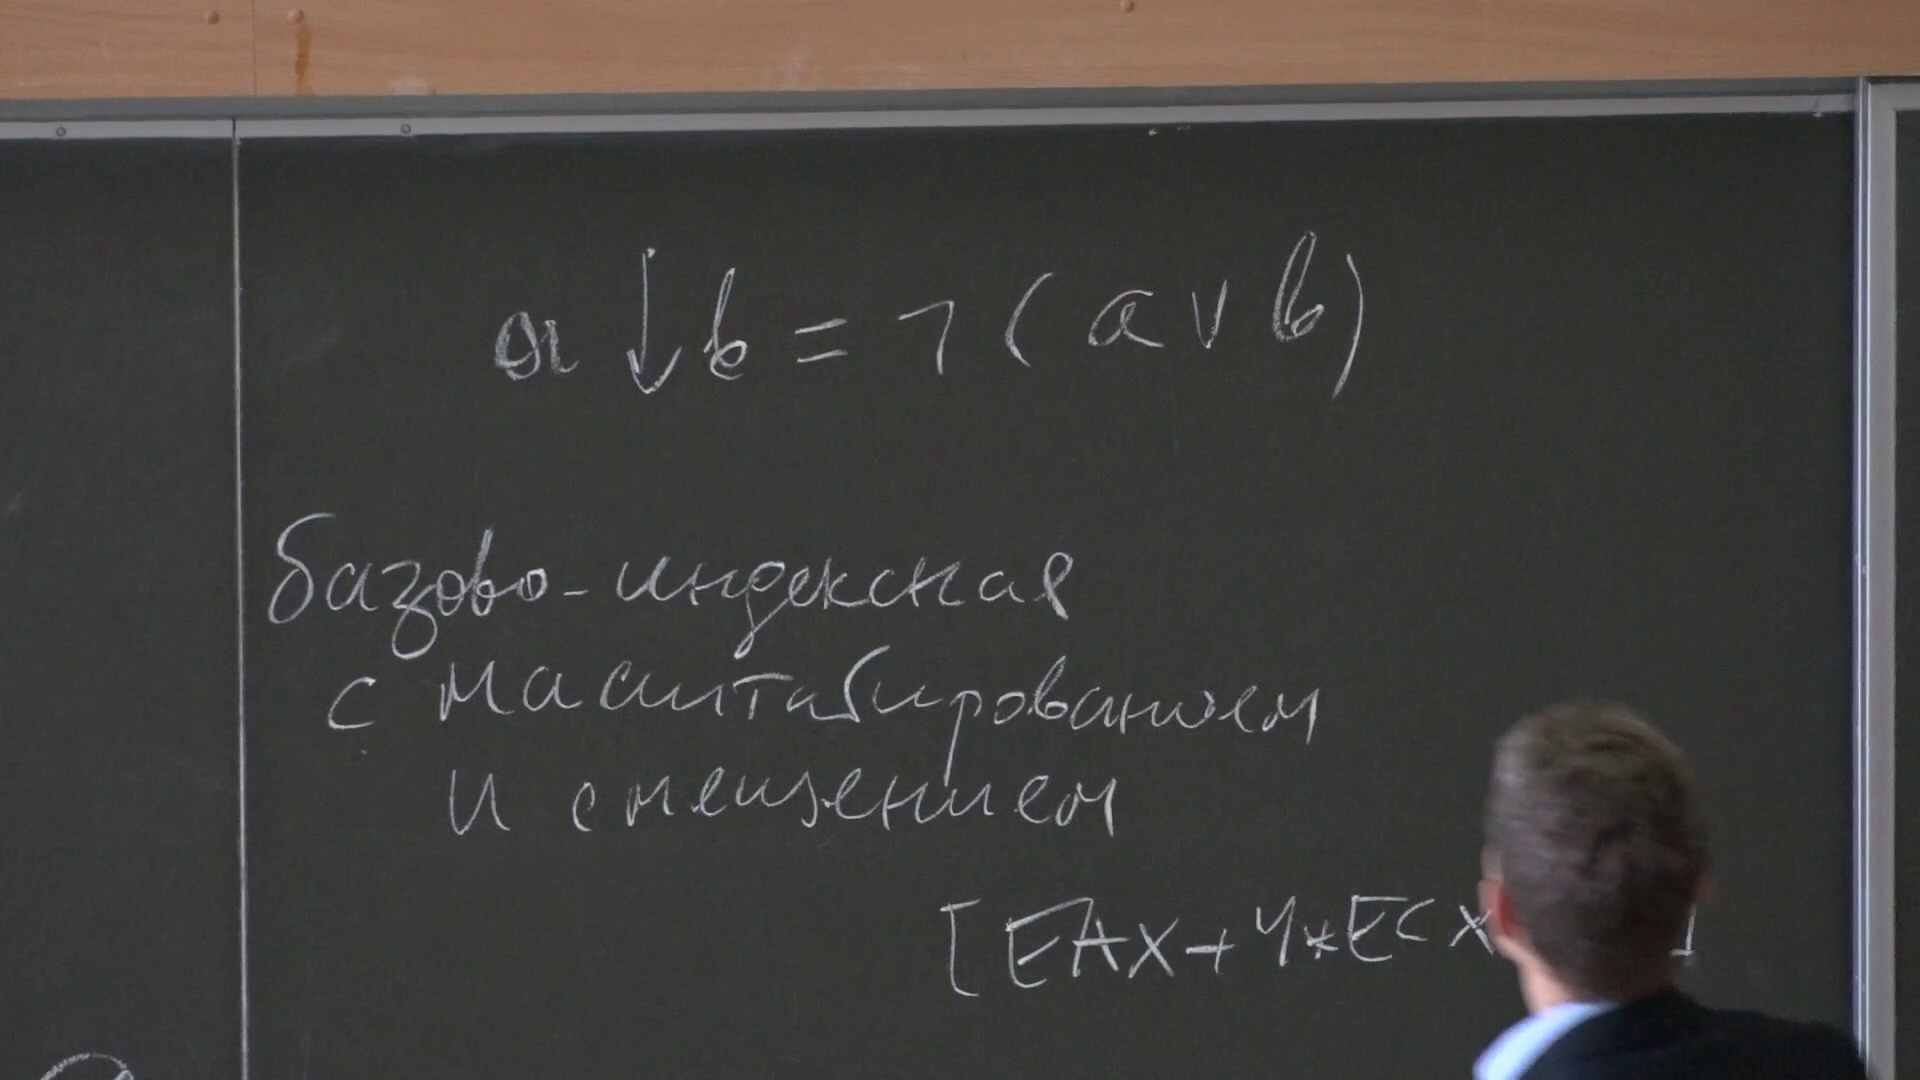 a ↓ b = ¬ ( a ∨ b )
базово-индексная
с масштабированием
и смещением
[ EAX + 4 * ECX ]